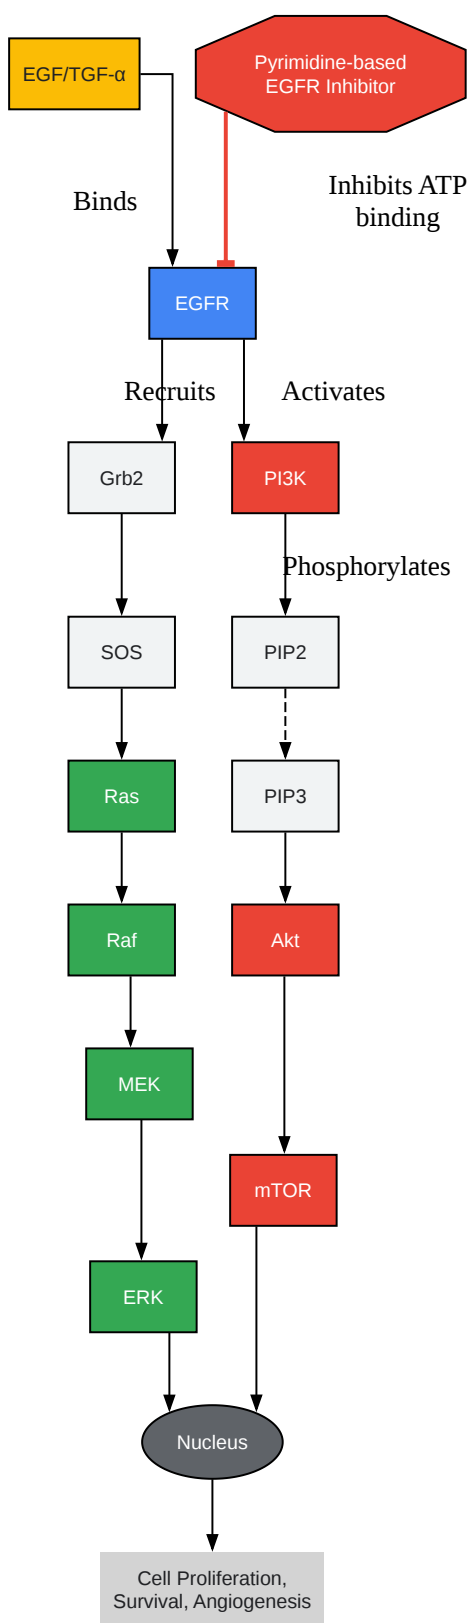 EGF/TGF-α
Pyrimidine-based
EGFR Inhibitor
Binds
Inhibits ATP
binding
EGFR
Recruits
Activates
Grb2
PI3K
Phosphorylates
SOS
PIP2
Ras
PIP3
Raf
Akt
MEK
mTOR
ERK
Nucleus
Cell Proliferation,
Survival, Angiogenesis